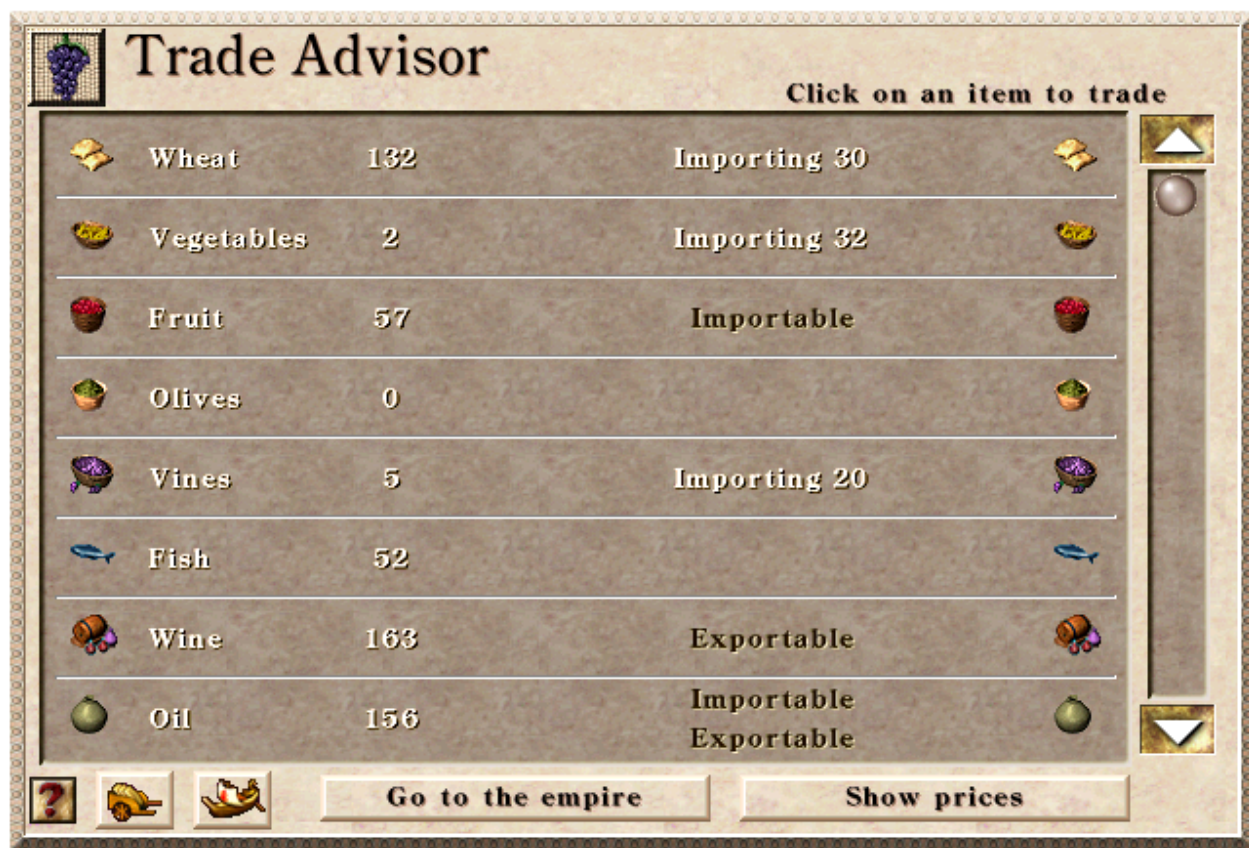 Trade Advisor
Click on an item to trade
Wheat 132 Importing 30
Vegetables 2 Importing 32
Fruit 57 Importable
Olives 0
Vines 5 Importing 20
Fish 52
Wine 163 Exportable
Oil 156 Importable
Exportable
? Go to the empire Show prices